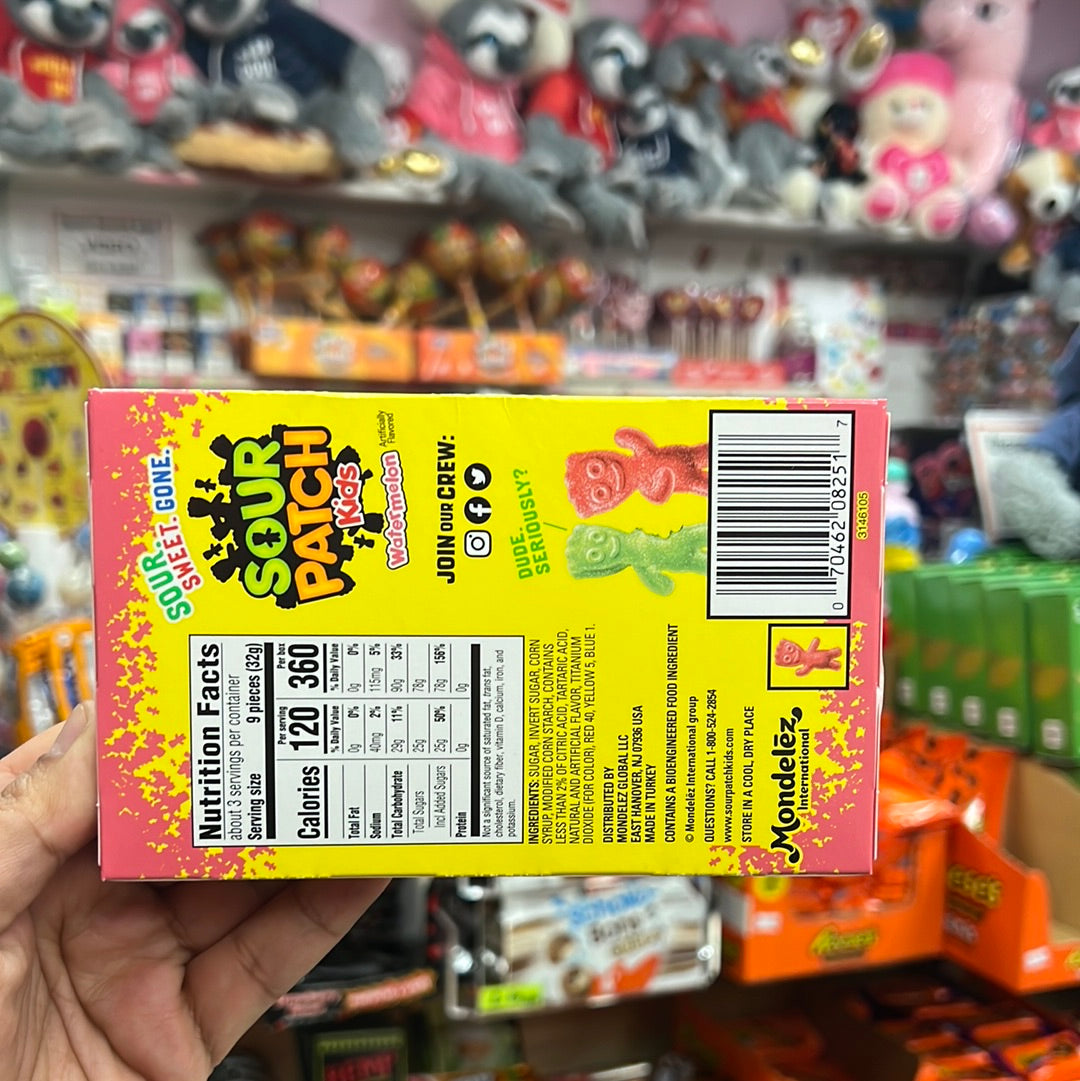 SOUR.
SWEET.
GONE.
SOUR
PATCH
Kids
Watermelon
Artificially
Flavored
JOIN OUR CREW:
DUDE.
SERIOUSLY?
0 70462 08251 7
3146105
Nutrition Facts
about 3 servings per container
Serving size 9 pieces (32g)
Per serving Per box
Calories 120 360
% Daily Value % Daily Value
Total Fat 0g 0% 0g 0%
Sodium 40mg 2% 115mg 5%
Total Carbohydrate 29g 11% 90g 33%
Total Sugars 25g 78g
Incl Added Sugars 25g 50% 78g 156%
Protein 0g 0g
Not a significant source of saturated fat, trans fat,
cholesterol, dietary fiber, vitamin D, calcium, iron, and
potassium.
INGREDIENTS: SUGAR, INVERT SUGAR, CORN
SYRUP, MODIFIED CORN STARCH, CONTAINS
LESS THAN 2% OF CITRIC ACID, TARTARIC ACID,
NATURAL AND ARTIFICIAL FLAVOR, TITANIUM
DIOXIDE (FOR COLOR), RED 40, YELLOW 5, BLUE 1.
DISTRIBUTED BY
MONDELEZ GLOBAL LLC
EAST HANOVER, NJ 07936 USA
MADE IN TURKEY
CONTAINS A BIOENGINEERED FOOD INGREDIENT
© Mondelēz International group
QUESTIONS? CALL 1-800-524-2854
www.sourpatchkids.com
STORE IN A COOL, DRY PLACE
Mondelēz
International